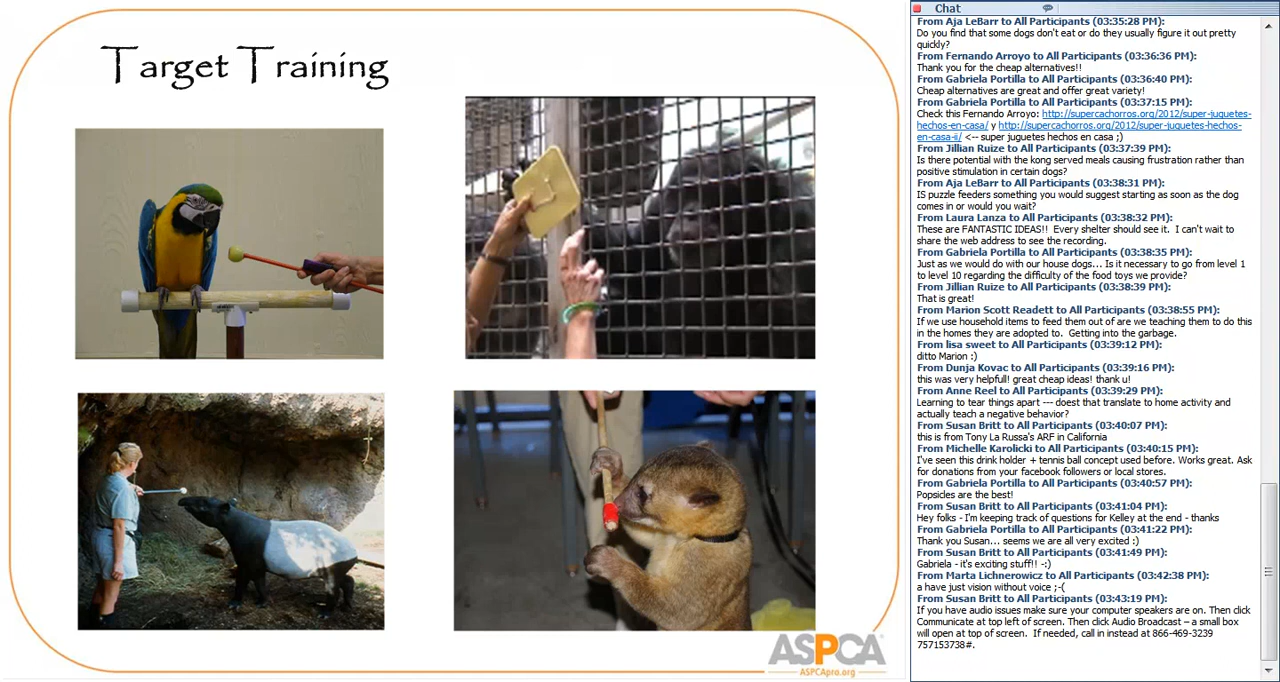 Target Training
ASPCA
ASPCApro.org
Chat
From Aja LeBarr to All Participants (03:35:28 PM):
Do you find that some dogs don't eat or do they usually figure it out pretty
quickly?
From Fernando Arroyo to All Participants (03:36:36 PM):
Thank you for the cheap alternatives!!
From Gabriela Portilla to All Participants (03:36:40 PM):
Cheap alternatives are great and offer great variety!
From Gabriela Portilla to All Participants (03:37:15 PM):
Check this Fernando Arroyo: http://supercachorros.org/2012/super-juguetes-
hechos-en-casa/ y http://supercachorros.org/2012/super-juguetes-hechos-
en-casa-ii/ <-- super juguetes hechos en casa ;)
From Jillian Ruize to All Participants (03:37:39 PM):
Is there potential with the kong served meals causing frustration rather than
positive stimulation in certain dogs?
From Aja LeBarr to All Participants (03:38:31 PM):
IS puzzle feeders something you would suggest starting as soon as the dog
comes in or would you wait?
From Laura Lanza to All Participants (03:38:32 PM):
These are FANTASTIC IDEAS!! Every shelter should see it. I can't wait to
share the web address to see the recording.
From Gabriela Portilla to All Participants (03:38:35 PM):
Just as we would do with our house dogs... Is it necessary to go from level 1
to level 10 regarding the difficulty of the food toys we provide?
From Jillian Ruize to All Participants (03:38:39 PM):
That is great!
From Marion Scott Readett to All Participants (03:38:55 PM):
If we use household items to feed them out of are we teaching them to do this
in the homes they are adopted to. Getting into the garbage.
From lisa sweet to All Participants (03:39:12 PM):
ditto Marion :)
From Dunja Kovac to All Participants (03:39:16 PM):
this was very helpfull! great cheap ideas! thank u!
From Anne Reel to All Participants (03:39:29 PM):
Learning to tear things apart --- doest that translate to home activity and
actually teach a negative behavior?
From Susan Britt to All Participants (03:40:07 PM):
this is from Tony La Russa's ARF in California
From Michelle Karolicki to All Participants (03:40:15 PM):
I've seen this drink holder + tennis ball concept used before. Works great. Ask
for donations from your facebook followers or local stores.
From Gabriela Portilla to All Participants (03:40:57 PM):
Popsicles are the best!
From Susan Britt to All Participants (03:41:04 PM):
Hey folks - I'm keeping track of questions for Kelley at the end - thanks
From Gabriela Portilla to All Participants (03:41:22 PM):
Thank you Susan... seems we are all very excited :)
From Susan Britt to All Participants (03:41:49 PM):
Gabriela - it's exciting stuff!! -:)
From Marta Lichnerowicz to All Participants (03:42:38 PM):
a have just vision without voice ;-(
From Susan Britt to All Participants (03:43:19 PM):
If you have audio issues make sure your computer speakers are on. Then click
Communicate at top left of screen. Then click Audio Broadcast – a small box
will open at top of screen. If needed, call in instead at 866-469-3239
757153738#.